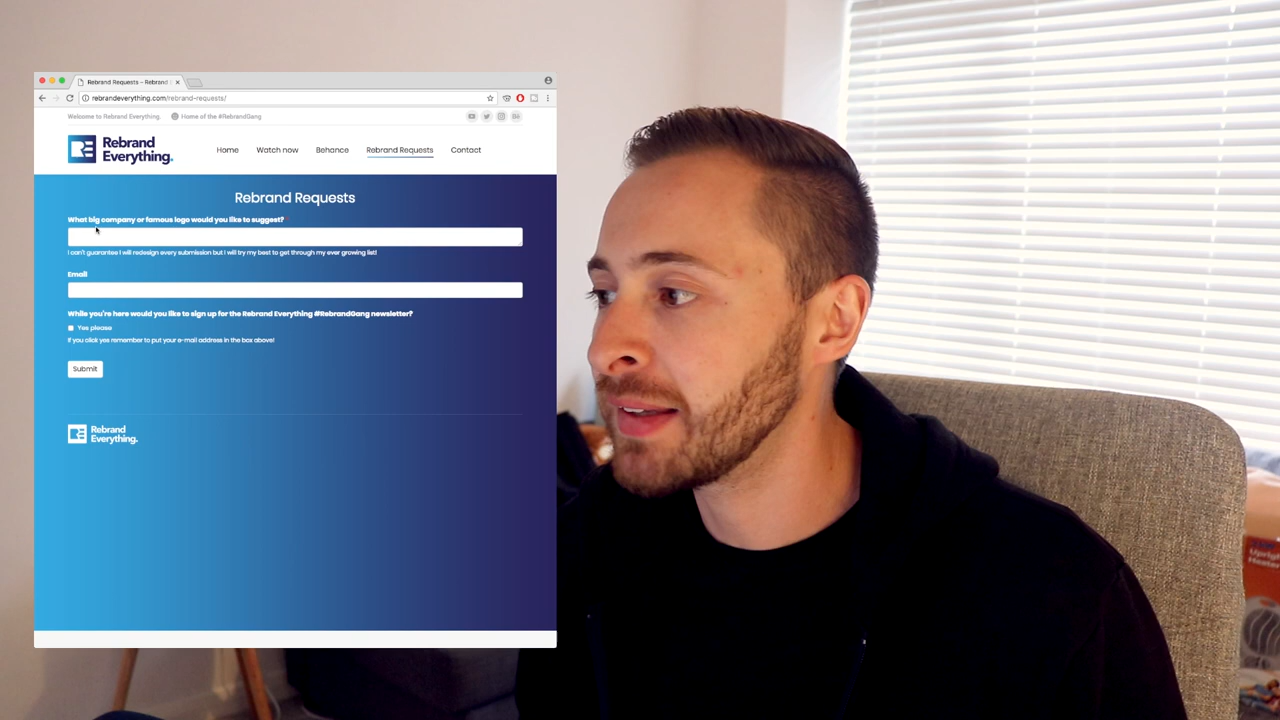 Rebrand Requests - Rebrand
rebrandeverything.com/rebrand-requests/
Welcome to Rebrand Everything.
Home of the #RebrandGang
Rebrand
Everything.
Home
Watch now
Behance
Rebrand Requests
Contact
Rebrand Requests
What big company or famous logo would you like to suggest?
I can't guarantee I will redesign every submission but I will try my best to get through my ever growing list!
Email
While you're here would you like to sign up for the Rebrand Everything #RebrandGang newsletter?
Yes please
If you click yes remember to put your e-mail address in the box above!
Submit
Rebrand
Everything.